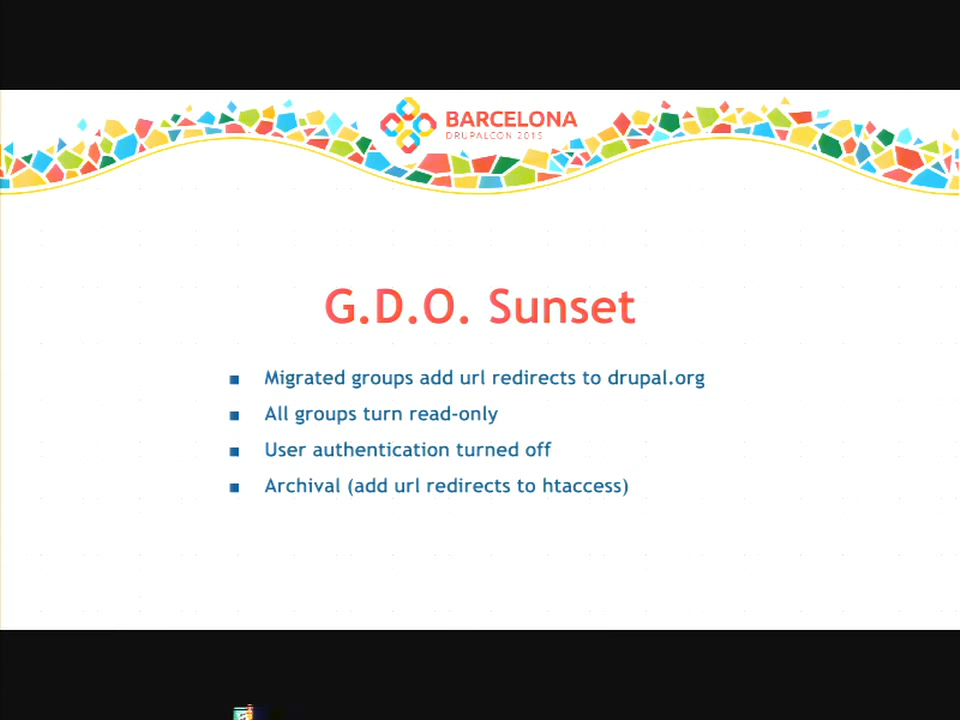 BARCELONA
DRUPALCON 2015
G.D.O. Sunset
Migrated groups add url redirects to drupal.org
All groups turn read-only
User authentication turned off
Archival (add url redirects to htaccess)